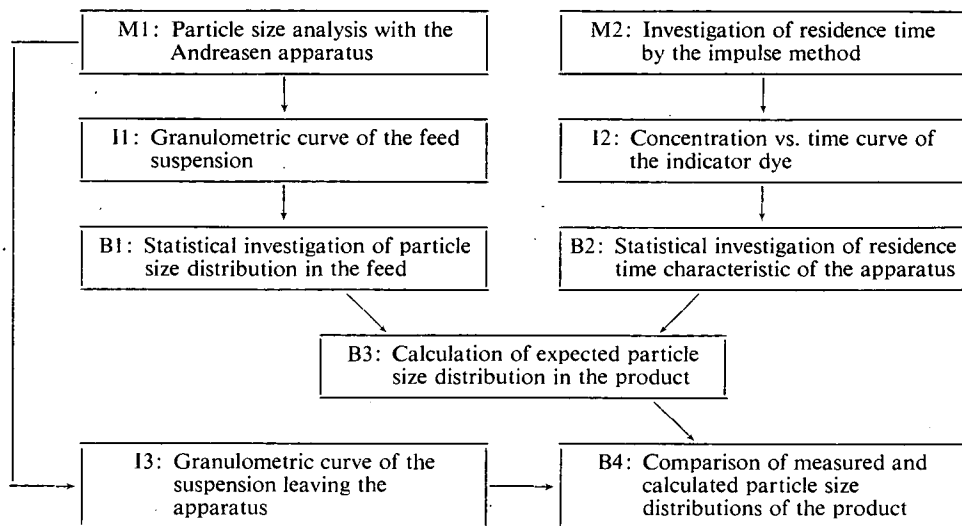 M1: Particle size analysis with the
Andreasen apparatus
M2: Investigation of residence time
by the impulse method
I1: Granulometric curve of the feed
suspension
I2: Concentration vs. time curve of
the indicator dye
B1: Statistical investigation of particle
size distribution in the feed
B2: Statistical investigation of residence
time characteristic of the apparatus
B3: Calculation of expected particle
size distribution in the product
I3: Granulometric curve of the
suspension leaving the
apparatus
B4: Comparison of measured and
calculated particle size
distributions of the product